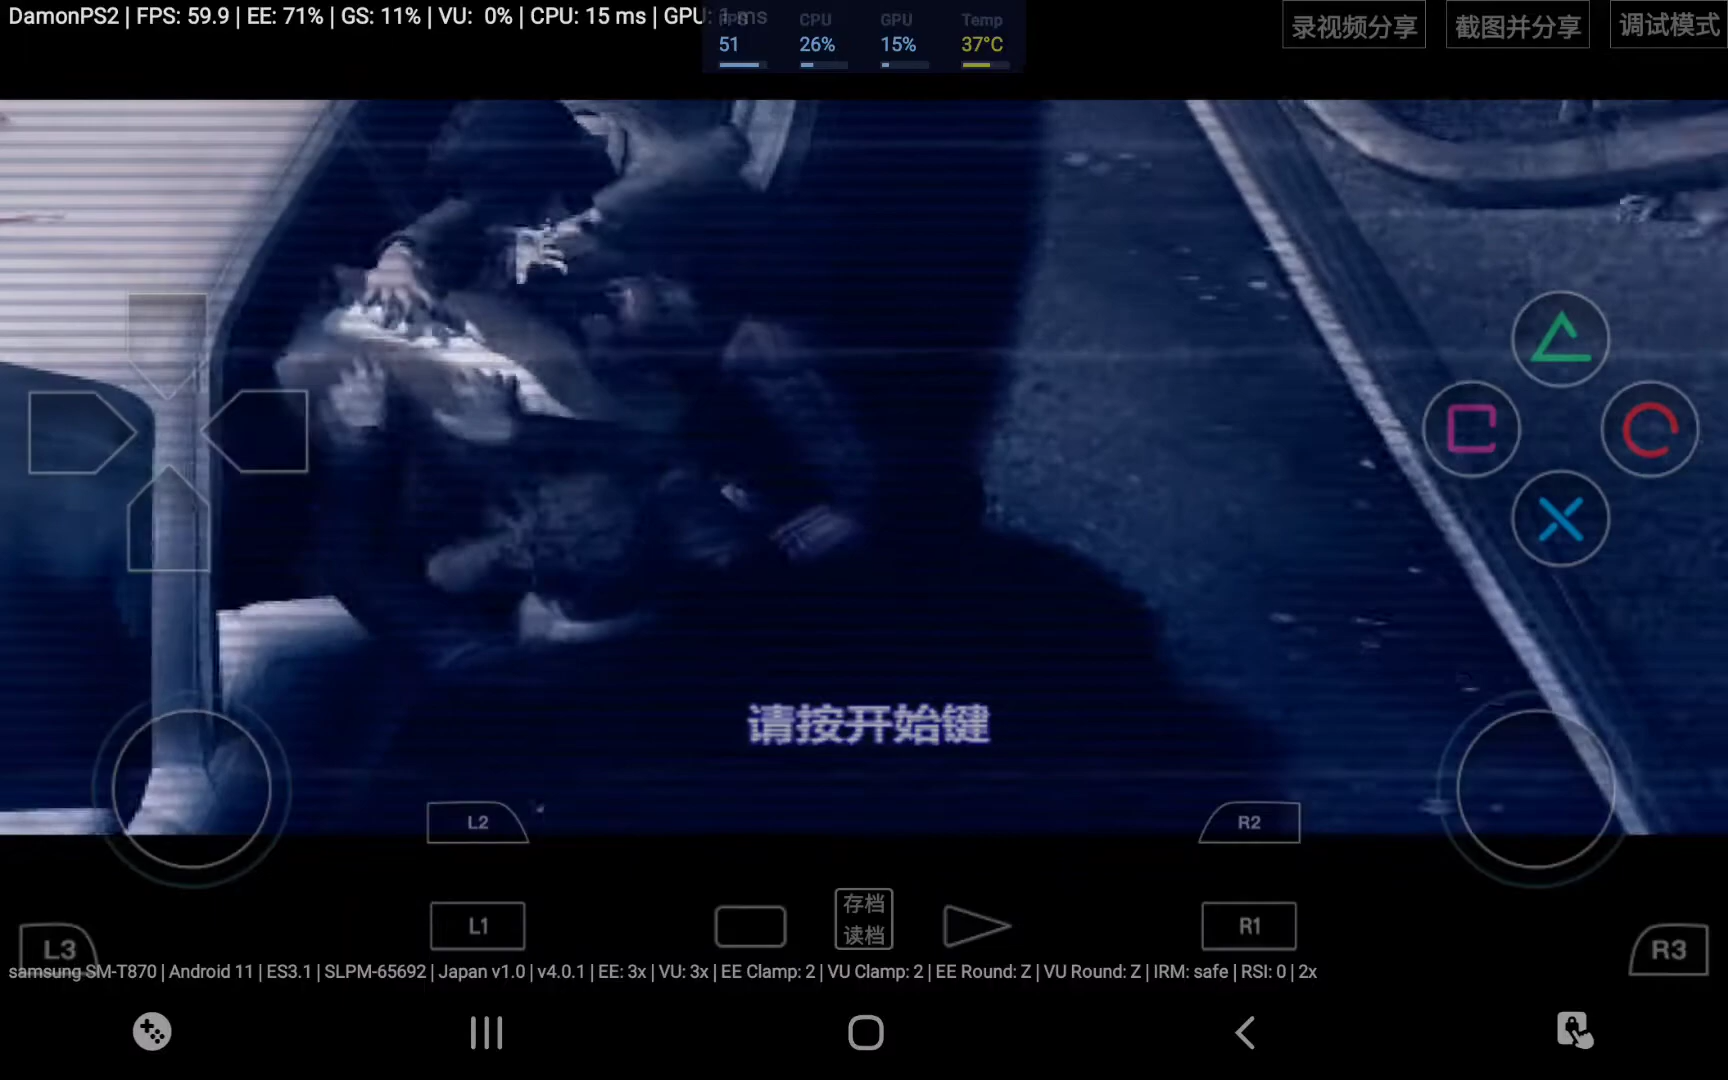 DamonPS2 | FPS: 59.9 | EE: 71% | GS: 11% | VU: 0% | CPU: 15 ms | GPU: 1 ms
FPS CPU GPU Temp
51 26% 15% 37°C
录视频分享
截图并分享
调试模式
请按开始键
L2
R2
L1
存档
读档
R1
L3
R3
samsung SM-T870 | Android 11 | ES3.1 | SLPM-65692 | Japan v1.0 | v4.0.1 | EE: 3x | VU: 3x | EE Clamp: 2 | VU Clamp: 2 | EE Round: Z | VU Round: Z | IRM: safe | RSI: 0 | 2x